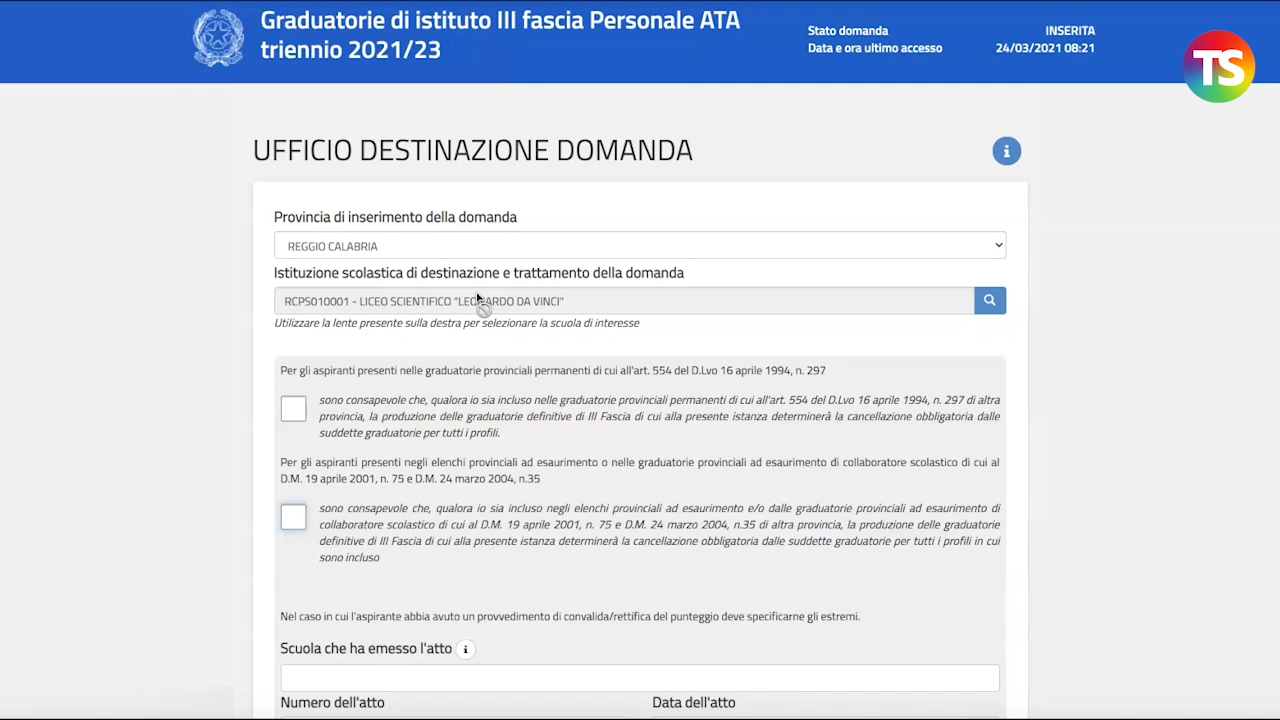 Graduatorie di istituto III fascia Personale ATA
triennio 2021/23
Stato domanda INSERITA
Data e ora ultimo accesso 24/03/2021 08:21
TS
UFFICIO DESTINAZIONE DOMANDA
i
Provincia di inserimento della domanda
REGGIO CALABRIA
Istituzione scolastica di destinazione e trattamento della domanda
RCPS010001 - LICEO SCIENTIFICO "LEONARDO DA VINCI"
Utilizzare la lente presente sulla destra per selezionare la scuola di interesse
Per gli aspiranti presenti nelle graduatorie provinciali permanenti di cui all'art. 554 del D.Lvo 16 aprile 1994, n. 297
sono consapevole che, qualora io sia incluso nelle graduatorie provinciali permanenti di cui all'art. 554 del D.Lvo 16 aprile 1994, n. 297 di altra
provincia, la produzione delle graduatorie definitive di III Fascia di cui alla presente istanza determinerà la cancellazione obbligatoria dalle
suddette graduatorie per tutti i profili.
Per gli aspiranti presenti negli elenchi provinciali ad esaurimento o nelle graduatorie provinciali ad esaurimento di collaboratore scolastico di cui al
D.M. 19 aprile 2001, n. 75 e D.M. 24 marzo 2004, n.35
sono consapevole che, qualora io sia incluso negli elenchi provinciali ad esaurimento e/o dalle graduatorie provinciali ad esaurimento di
collaboratore scolastico di cui al D.M. 19 aprile 2001, n. 75 e D.M. 24 marzo 2004, n.35 di altra provincia, la produzione delle graduatorie
definitive di III Fascia di cui alla presente istanza determinerà la cancellazione obbligatoria dalle suddette graduatorie per tutti i profili in cui
sono incluso
Nel caso in cui l'aspirante abbia avuto un provvedimento di convalida/rettifica del punteggio deve specificarne gli estremi.
Scuola che ha emesso l'atto i
Numero dell'atto Data dell'atto